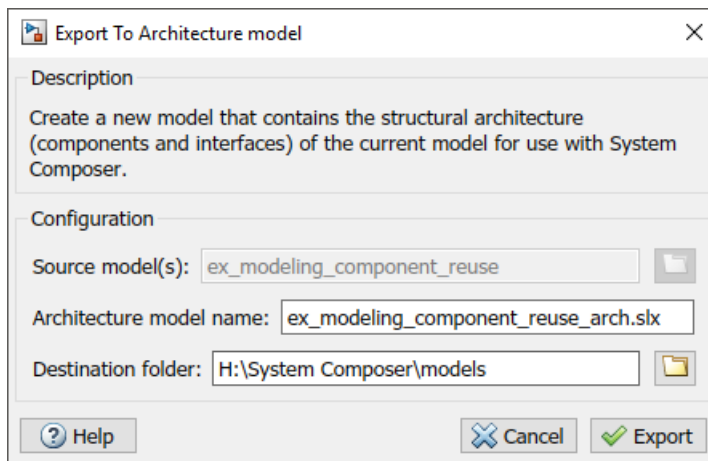 Export To Architecture model
Description
Create a new model that contains the structural architecture
(components and interfaces) of the current model for use with System
Composer.
Configuration
Source model(s): ex_modeling_component_reuse
Architecture model name: ex_modeling_component_reuse_arch.slx
Destination folder: H:\System Composer\models
? Help Cancel Export